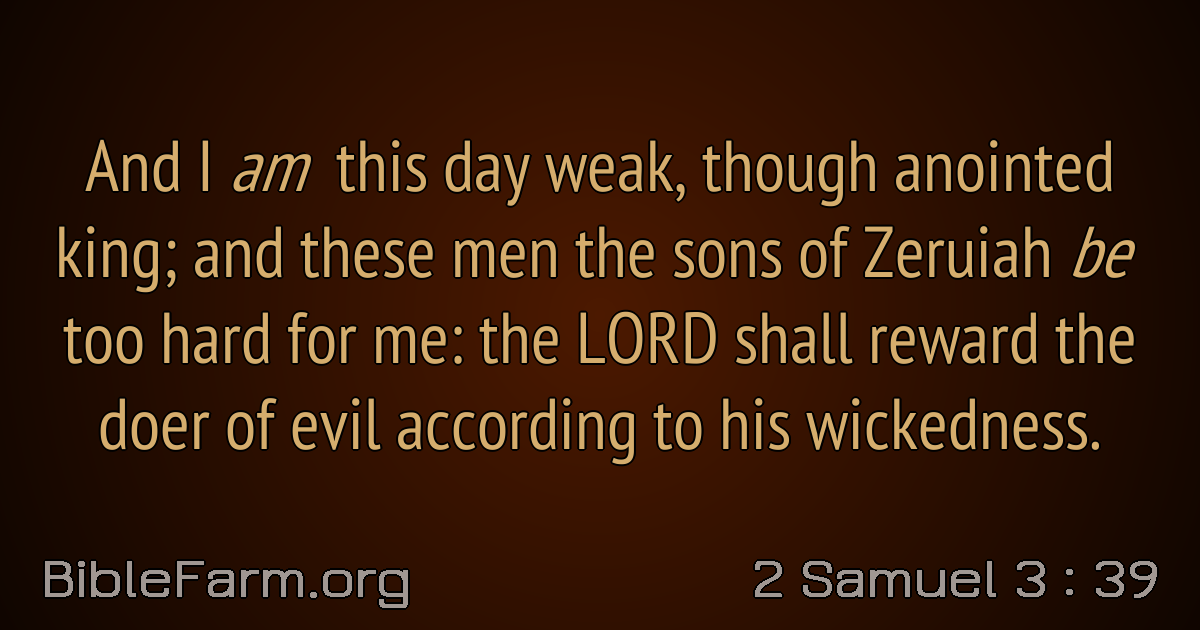 And I am this day weak, though anointed
king; and these men the sons of Zeruiah be
too hard for me: the LORD shall reward the
doer of evil according to his wickedness.
BibleFarm.org
2 Samuel 3 : 39